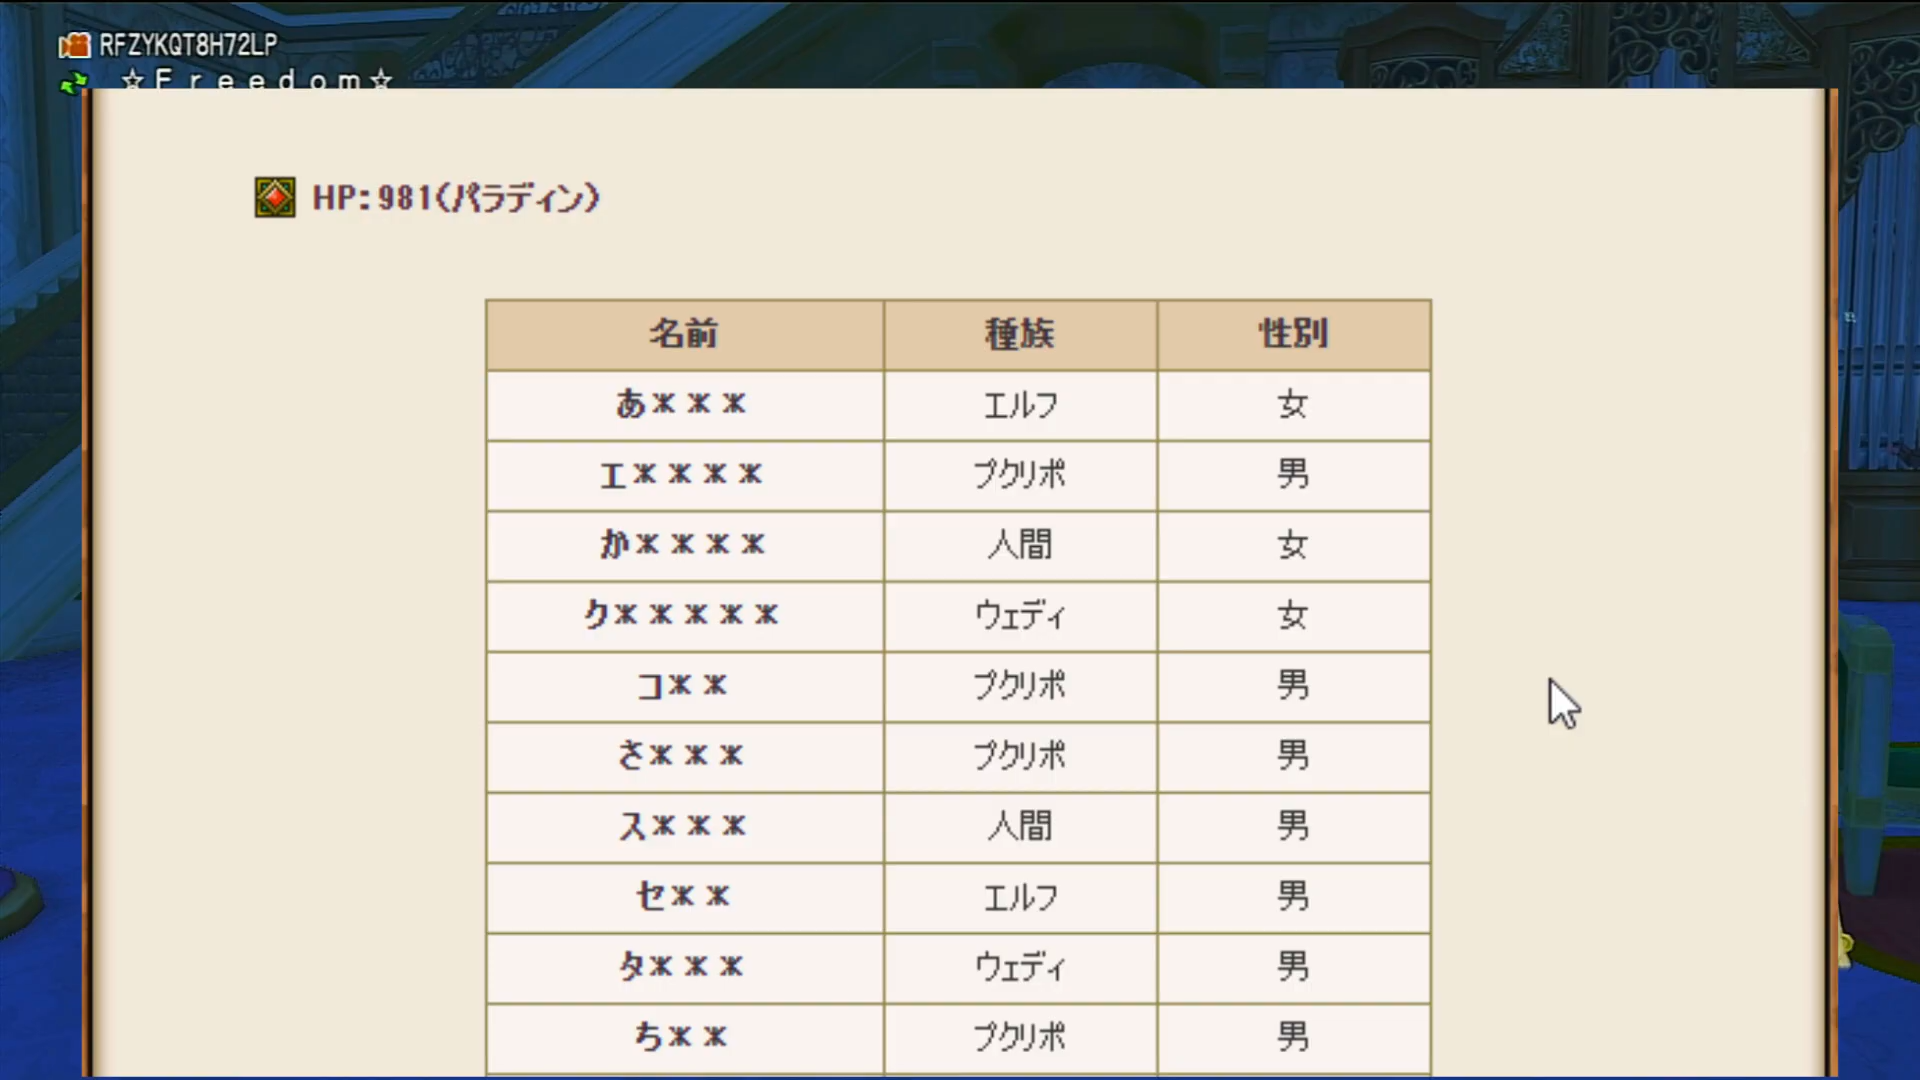 RFZYKQT8H72LP
☆Ｆｒｅｅｄｏｍ☆
HP:981(パラディン)
名前 種族 性別
あ*** エルフ 女
エ**** プクリポ 男
か**** 人間 女
ク***** ウェディ 女
コ** プクリポ 男
さ*** プクリポ 男
ス*** 人間 男
セ** エルフ 男
タ*** ウェディ 男
ち** プクリポ 男